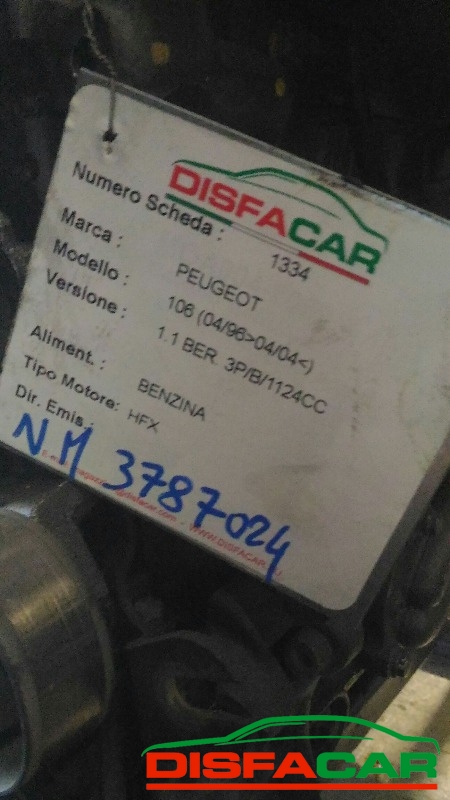 DISFACAR
Numero Scheda : 1334
Marca : PEUGEOT
Modello : 106 (04/96>04/04<)
Versione : 1.1 BER. 3P/B/1124CC
Aliment. : BENZINA
Tipo Motore: HFX
Dir. Emis.:
N M 3787024
WWW.DISFACAR.
DISFACAR